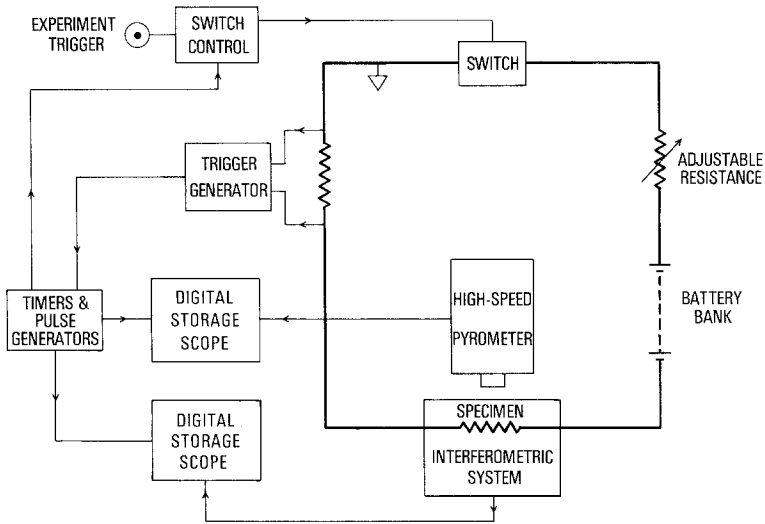 EXPERIMENT
TRIGGER
SWITCH
CONTROL
SWITCH
TRIGGER
GENERATOR
ADJUSTABLE
RESISTANCE
TIMERS &
PULSE
GENERATORS
DIGITAL
STORAGE
SCOPE
HIGH-SPEED
PYROMETER
BATTERY
BANK
DIGITAL
STORAGE
SCOPE
SPECIMEN
INTERFEROMETRIC
SYSTEM